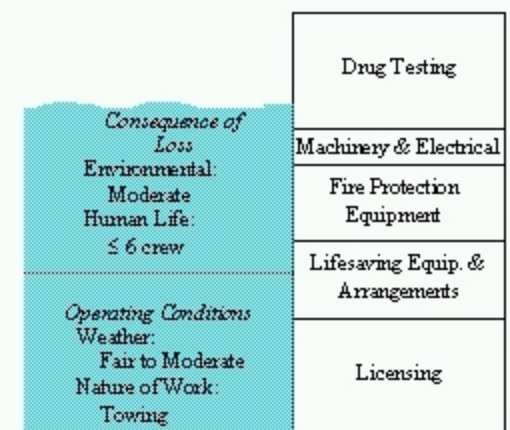 Drug Testing
Consequence of
Loss
Environmental:
Moderate
Human Life:
≤ 6 crew
Machinery & Electrical
Fire Protection
Equipment
Lifesaving Equip. &
Arrangements
Operating Conditions
Weather:
Fair to Moderate
Nature of Work:
Towing
Licensing